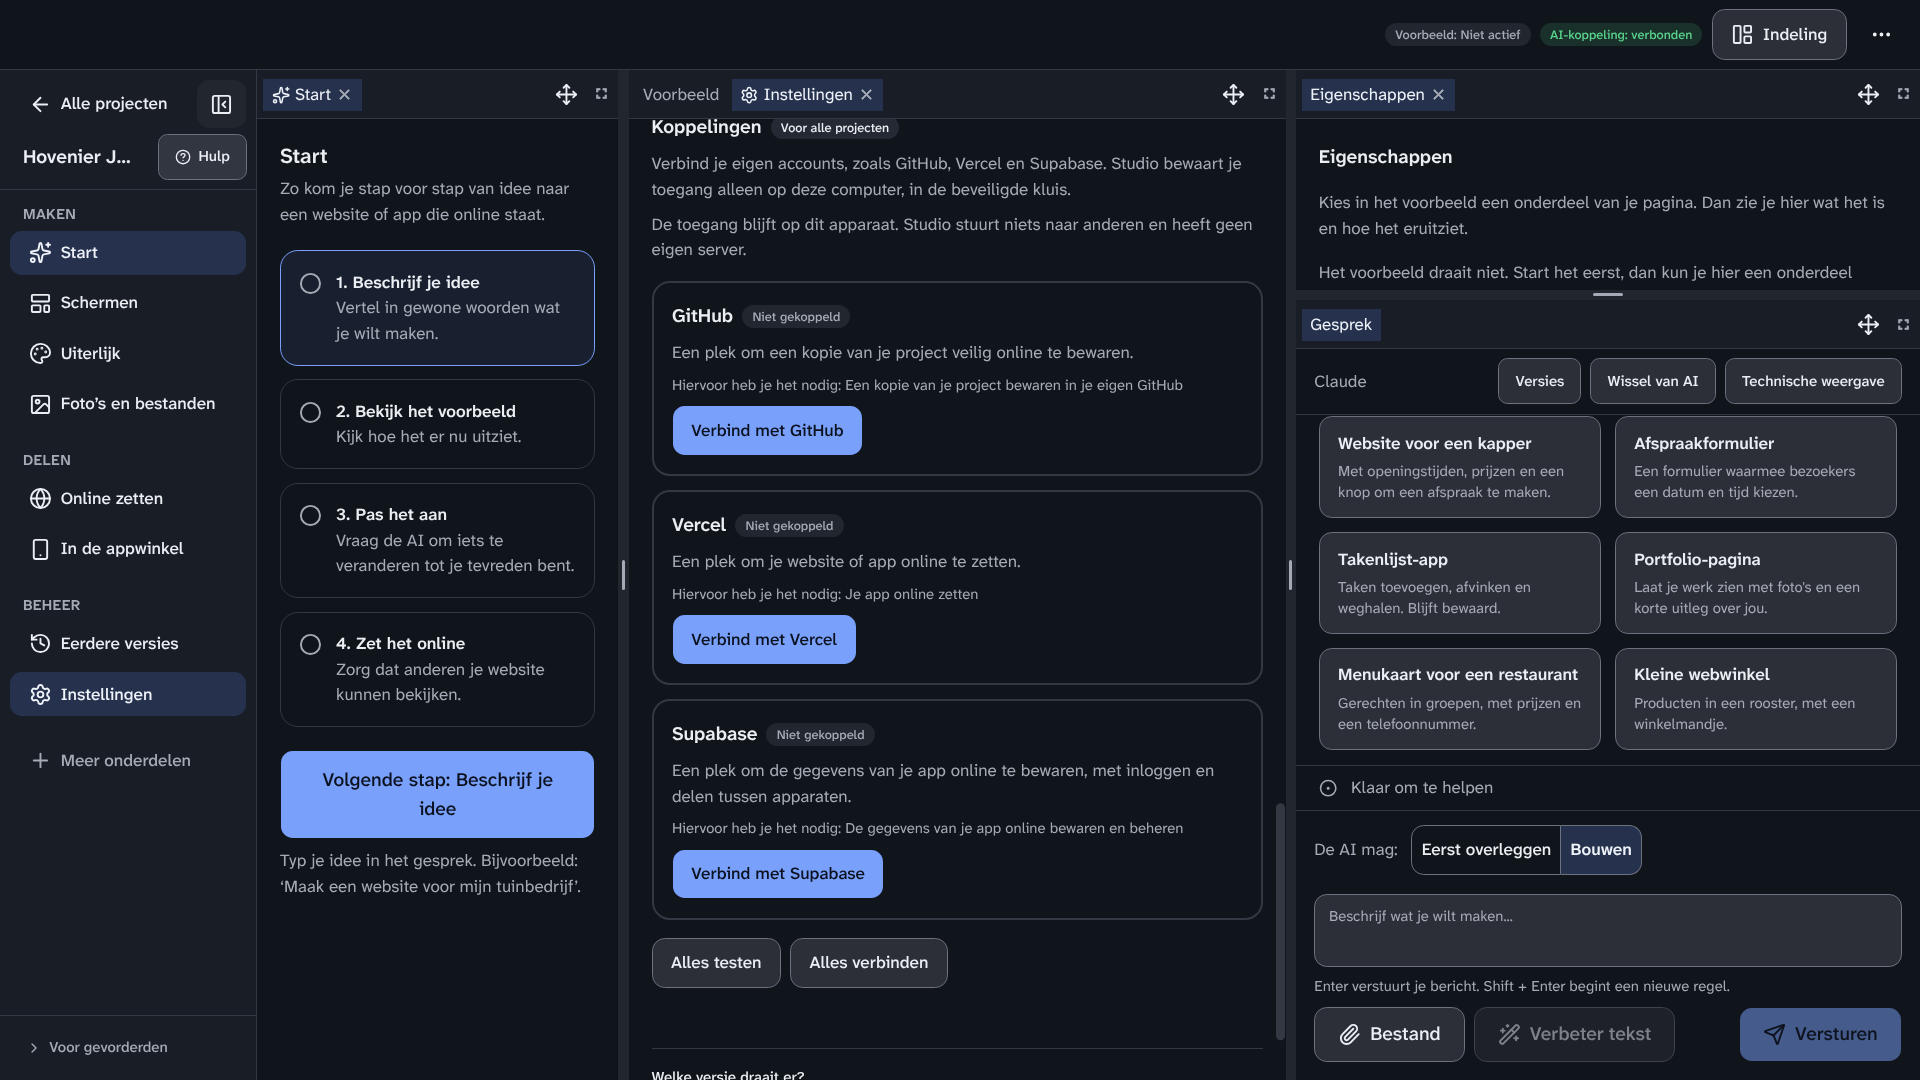 Voorbeeld: Niet actief
AI-koppeling: verbonden
Indeling
Alle projecten
Hovenier J...
Hulp
MAKEN
Start
Schermen
Uiterlijk
Foto's en bestanden
DELEN
Online zetten
In de appwinkel
BEHEER
Eerdere versies
Instellingen
Meer onderdelen
Voor gevorderden
Start
Start
Zo kom je stap voor stap van idee naar
een website of app die online staat.
1. Beschrijf je idee
Vertel in gewone woorden wat
je wilt maken.
2. Bekijk het voorbeeld
Kijk hoe het er nu uitziet.
3. Pas het aan
Vraag de AI om iets te
veranderen tot je tevreden bent.
4. Zet het online
Zorg dat anderen je website
kunnen bekijken.
Volgende stap: Beschrijf je
idee
Typ je idee in het gesprek. Bijvoorbeeld:
‘Maak een website voor mijn tuinbedrijf’.
Voorbeeld
Instellingen
Koppelingen
Voor alle projecten
Verbind je eigen accounts, zoals GitHub, Vercel en Supabase. Studio bewaart je
toegang alleen op deze computer, in de beveiligde kluis.
De toegang blijft op dit apparaat. Studio stuurt niets naar anderen en heeft geen
eigen server.
GitHub
Niet gekoppeld
Een plek om een kopie van je project veilig online te bewaren.
Hiervoor heb je het nodig: Een kopie van je project bewaren in je eigen GitHub
Verbind met GitHub
Vercel
Niet gekoppeld
Een plek om je website of app online te zetten.
Hiervoor heb je het nodig: Je app online zetten
Verbind met Vercel
Supabase
Niet gekoppeld
Een plek om de gegevens van je app online te bewaren, met inloggen en
delen tussen apparaten.
Hiervoor heb je het nodig: De gegevens van je app online bewaren en beheren
Verbind met Supabase
Alles testen
Alles verbinden
Welke versie draait er?
Eigenschappen
Eigenschappen
Kies in het voorbeeld een onderdeel van je pagina. Dan zie je hier wat het is
en hoe het eruitziet.
Het voorbeeld draait niet. Start het eerst, dan kun je hier een onderdeel
Gesprek
Claude
Versies
Wissel van AI
Technische weergave
Website voor een kapper
Met openingstijden, prijzen en een
knop om een afspraak te maken.
Afspraakformulier
Een formulier waarmee bezoekers
een datum en tijd kiezen.
Takenlijst-app
Taken toevoegen, afvinken en
weghalen. Blijft bewaard.
Portfolio-pagina
Laat je werk zien met foto's en een
korte uitleg over jou.
Menukaart voor een restaurant
Gerechten in groepen, met prijzen en
een telefoonnummer.
Kleine webwinkel
Producten in een rooster, met een
winkelmandje.
Klaar om te helpen
De AI mag:
Eerst overleggen
Bouwen
Beschrijf wat je wilt maken...
Enter verstuurt je bericht. Shift + Enter begint een nieuwe regel.
Bestand
Verbeter tekst
Versturen